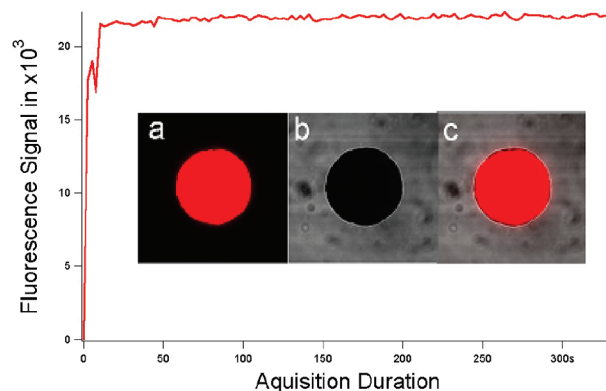 Fluorescence Signal in x10³
20
15
10
5
0
a b c
0 50 100 150 200 250 300s
Aquisition Duration